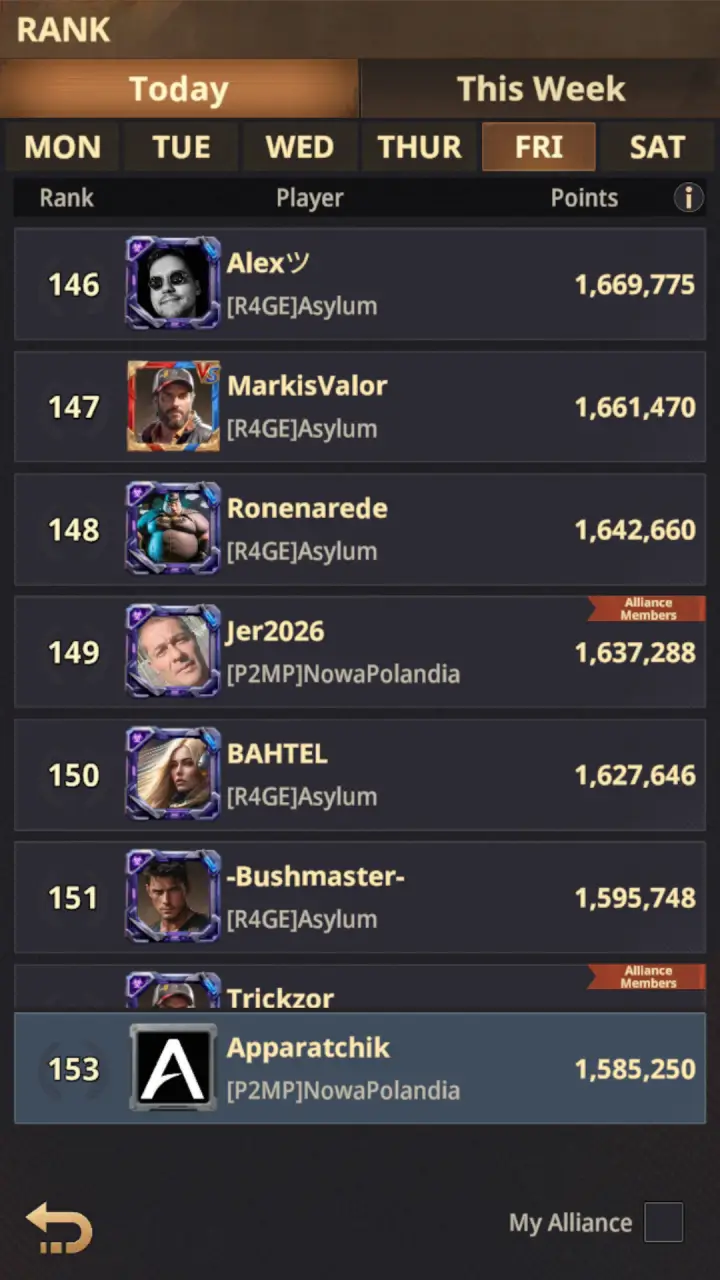 RANK
Today
This Week
MON
TUE
WED
THUR
FRI
SAT
Rank
Player
Points
i
146
Alexツ
[R4GE]Asylum
1,669,775
147
VS
MarkisValor
[R4GE]Asylum
1,661,470
148
Ronenarede
[R4GE]Asylum
1,642,660
Alliance
Members
149
Jer2026
[P2MP]NowaPolandia
1,637,288
150
BAHTEL
[R4GE]Asylum
1,627,646
151
-Bushmaster-
[R4GE]Asylum
1,595,748
Alliance
Members
Trickzor
153
A
Apparatchik
[P2MP]NowaPolandia
1,585,250
My Alliance